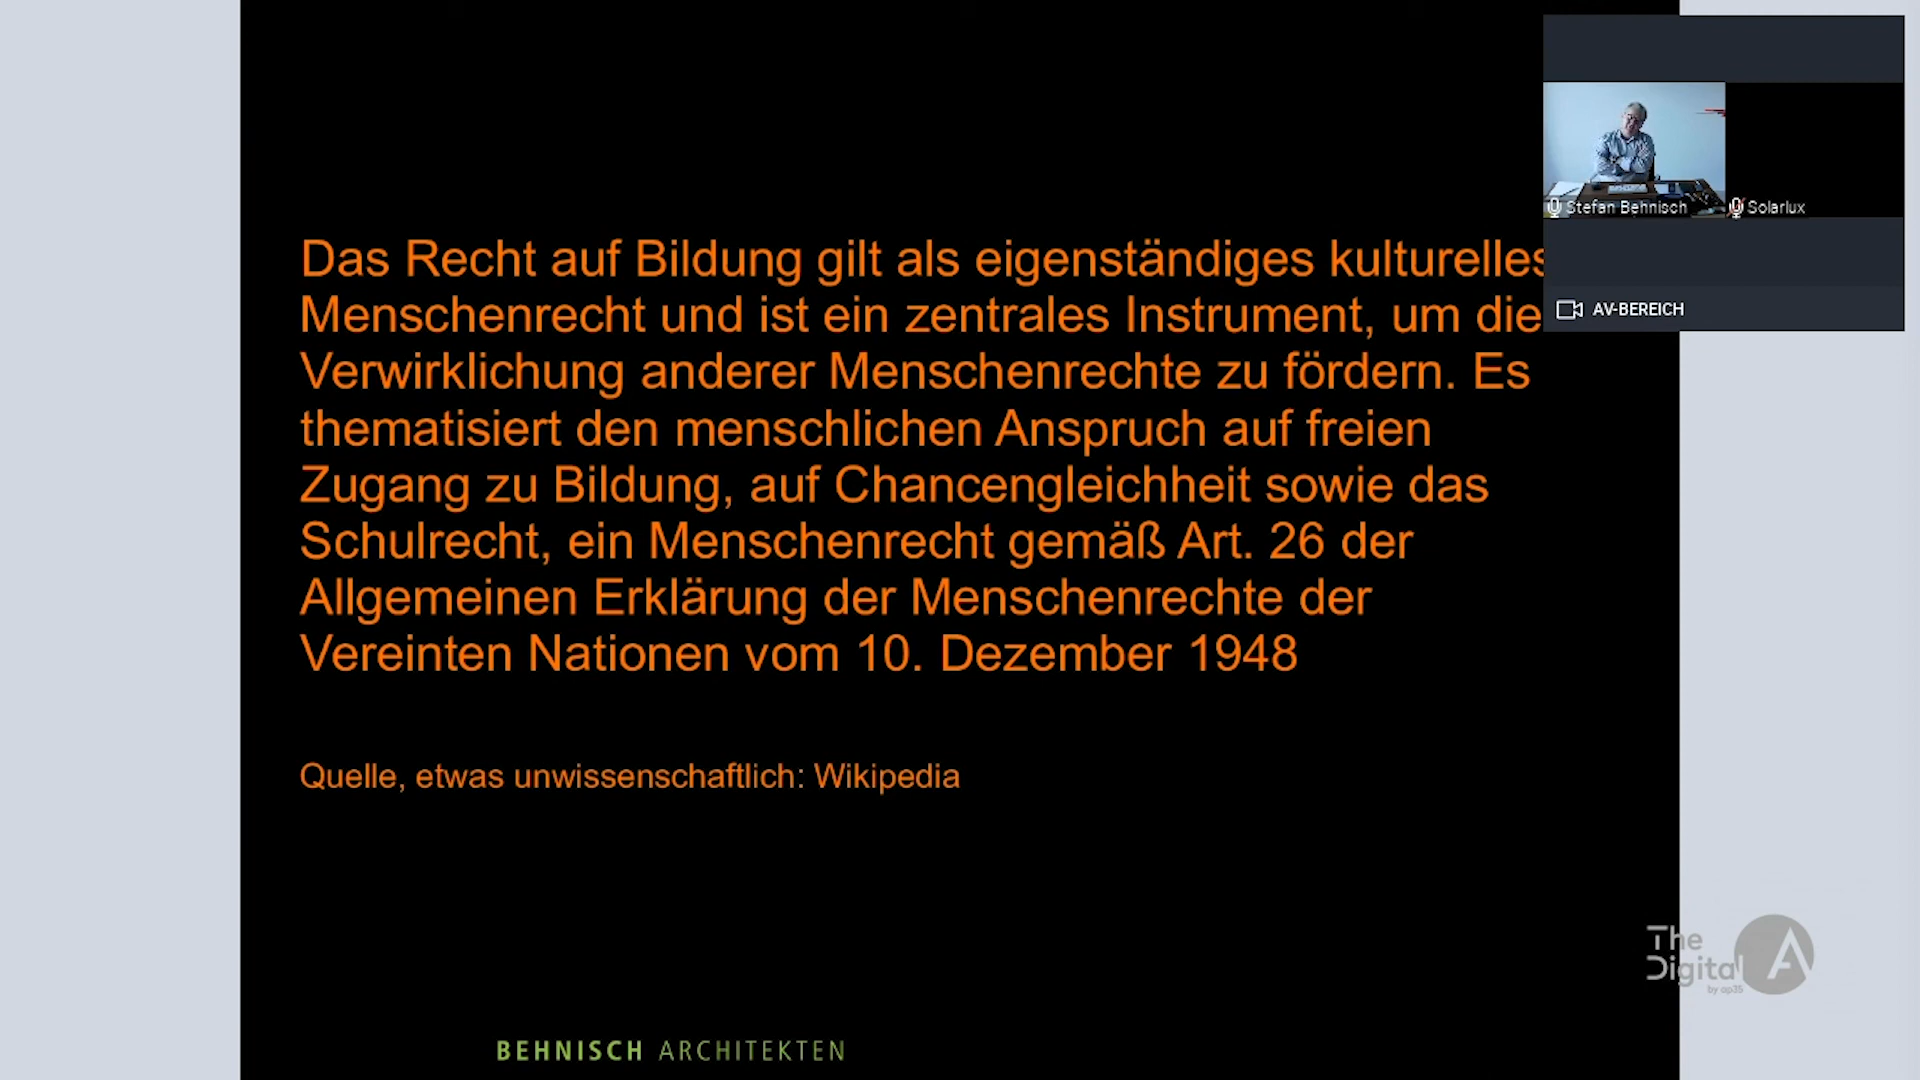 Das Recht auf Bildung gilt als eigenständiges kulturelles
Menschenrecht und ist ein zentrales Instrument, um die
Verwirklichung anderer Menschenrechte zu fördern. Es
thematisiert den menschlichen Anspruch auf freien
Zugang zu Bildung, auf Chancengleichheit sowie das
Schulrecht, ein Menschenrecht gemäß Art. 26 der
Allgemeinen Erklärung der Menschenrechte der
Vereinten Nationen vom 10. Dezember 1948
Quelle, etwas unwissenschaftlich: Wikipedia
BEHNISCH ARCHITEKTEN
Stefan Behnisch
Solarlux
AV-BEREICH
The
Digital
by ap35
A